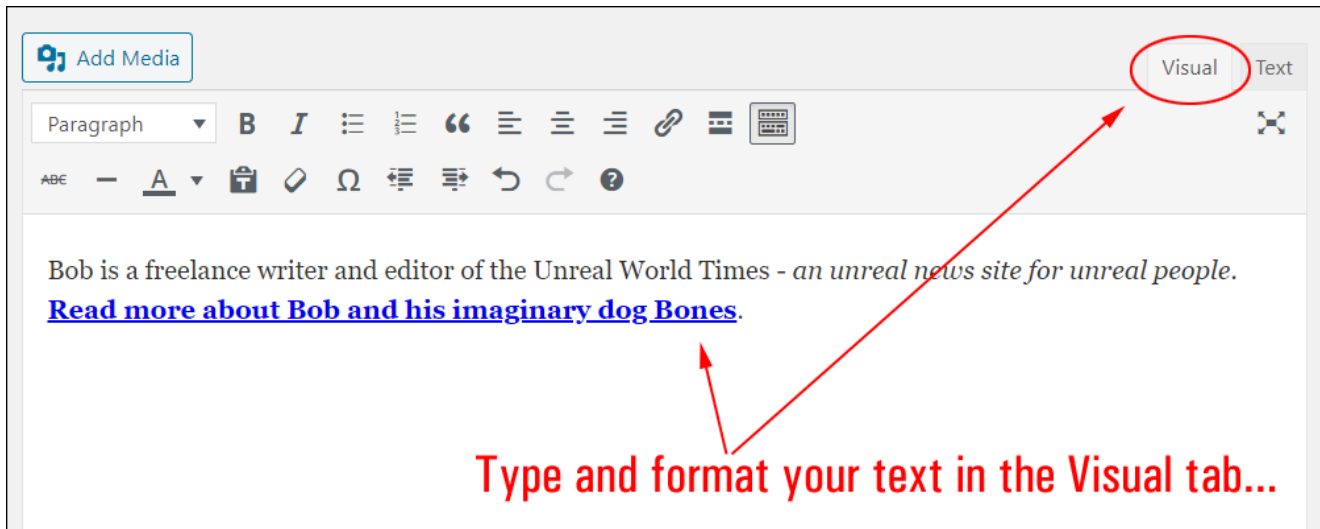 Add Media
Visual Text
Paragraph B I
ABC A T Ω ?
Bob is a freelance writer and editor of the Unreal World Times - an unreal news site for unreal people.
Read more about Bob and his imaginary dog Bones.
Type and format your text in the Visual tab...